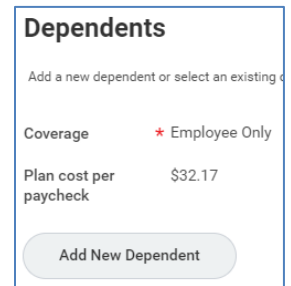 Dependents
Add a new dependent or select an existing
Coverage * Employee Only
Plan cost per $32.17
paycheck
Add New Dependent